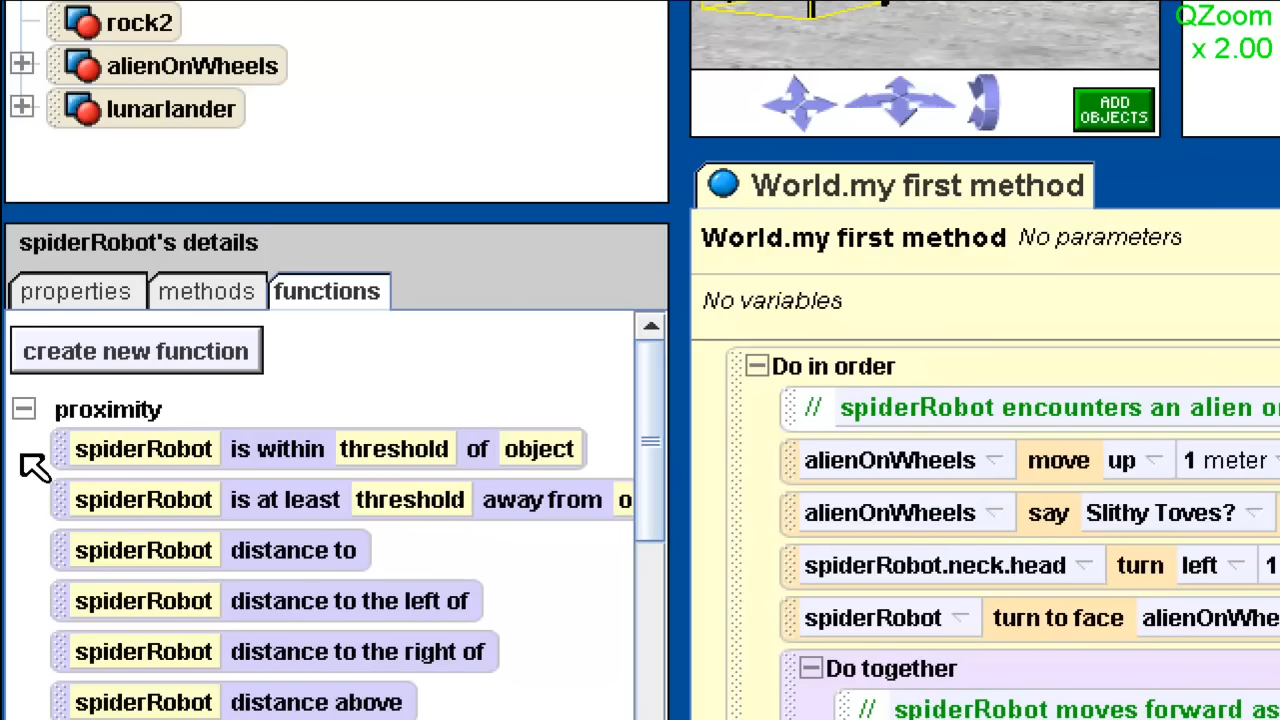 rock2
alienOnWheels
lunarlander
QZoom
x 2.00
ADD
OBJECTS
spiderRobot's details
properties
methods
functions
create new function
proximity
spiderRobot is within threshold of object
spiderRobot is at least threshold away from o
spiderRobot distance to
spiderRobot distance to the left of
spiderRobot distance to the right of
spiderRobot distance above
World.my first method
World.my first method No parameters
No variables
Do in order
// spiderRobot encounters an alien o
alienOnWheels move up 1 meter
alienOnWheels say Slithy Toves?
spiderRobot.neck.head turn left 1
spiderRobot turn to face alienOnWhe
Do together
// spiderRobot moves forward as